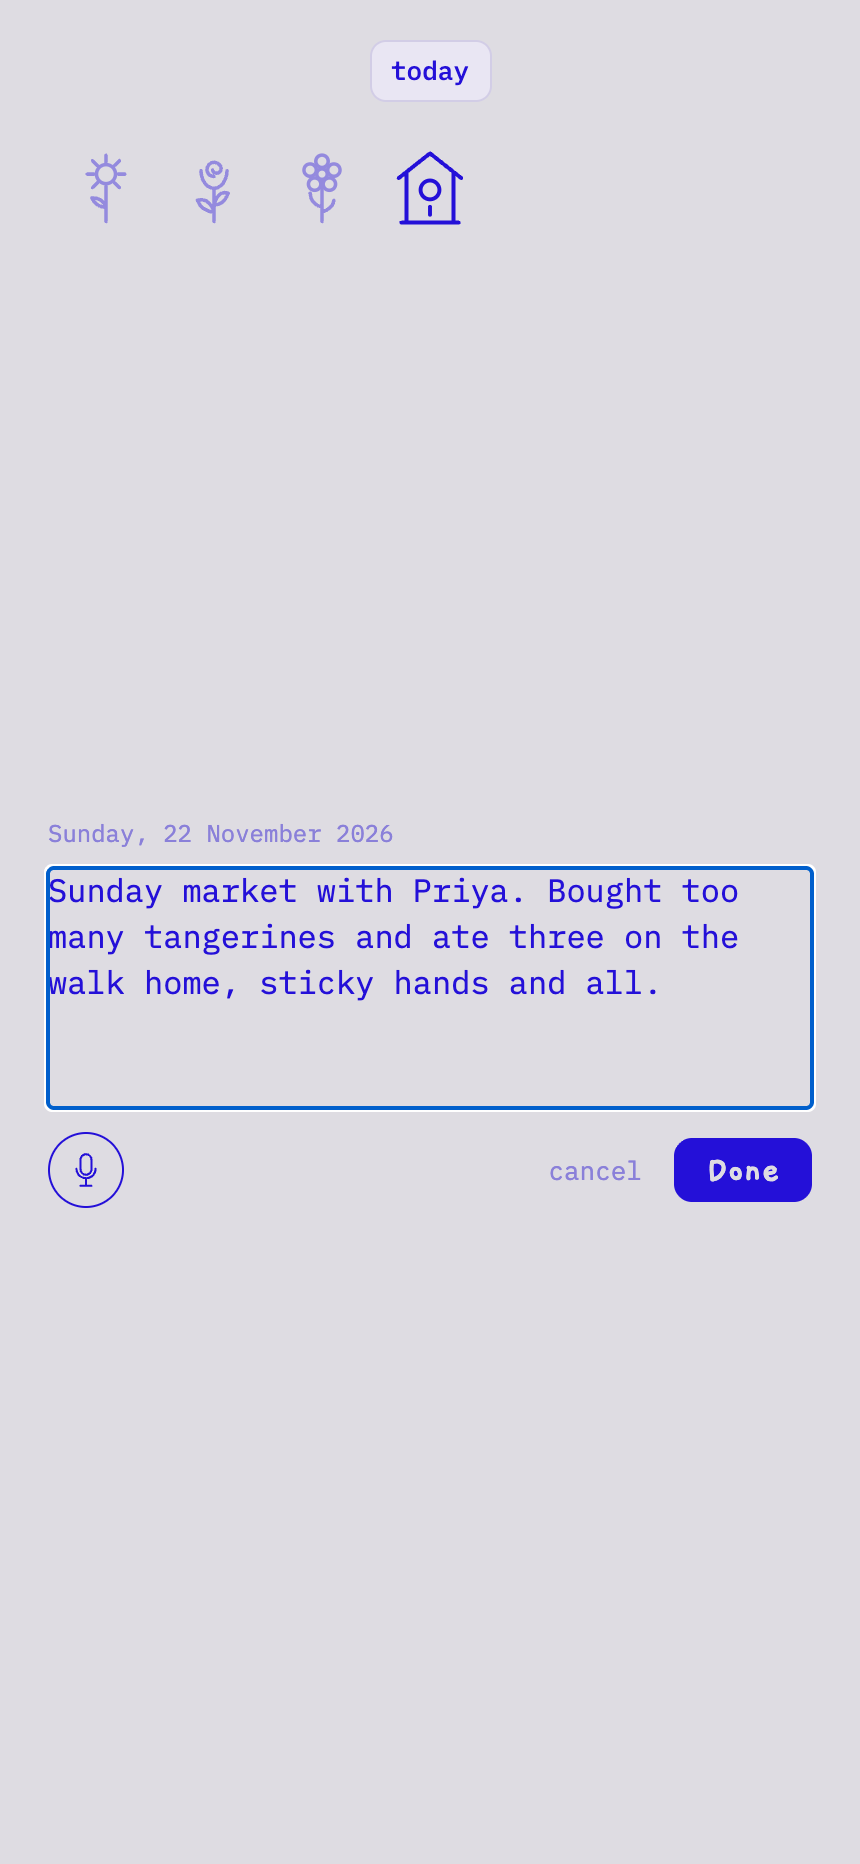 today
Sunday, 22 November 2026
Sunday market with Priya. Bought too
many tangerines and ate three on the
walk home, sticky hands and all.
cancel
Done